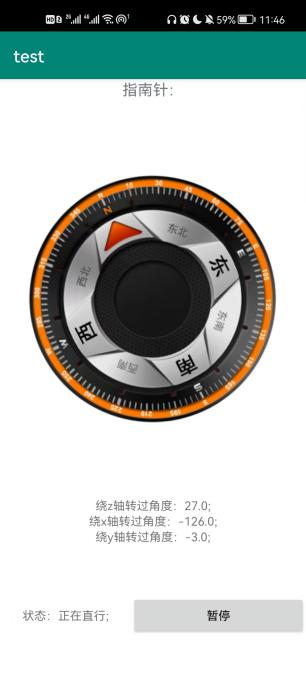 59% 11:46
test
指南针：
N
东北
东
E
东南
南
S
西南
西
W
西北
绕z轴转过角度：27.0;
绕x轴转过角度：-126.0;
绕y轴转过角度：-3.0;
状态：正在直行;
暂停